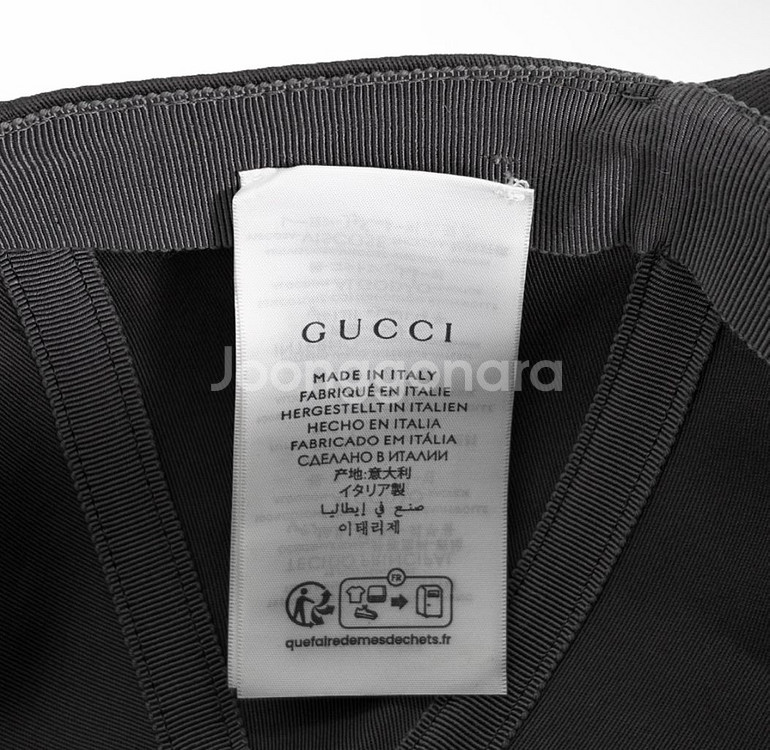 GUCCI
Joonggonara
MADE IN ITALY
FABRIQUÉ EN ITALIE
HERGESTELLT IN ITALIEN
HECHO EN ITALIA
FABRICADO EM ITÁLIA
СДЕЛАНО В ИТАЛИИ
产地:意大利
イタリア製
صنع في إيطاليا
이태리제
FR
quefairedemesdechets.fr